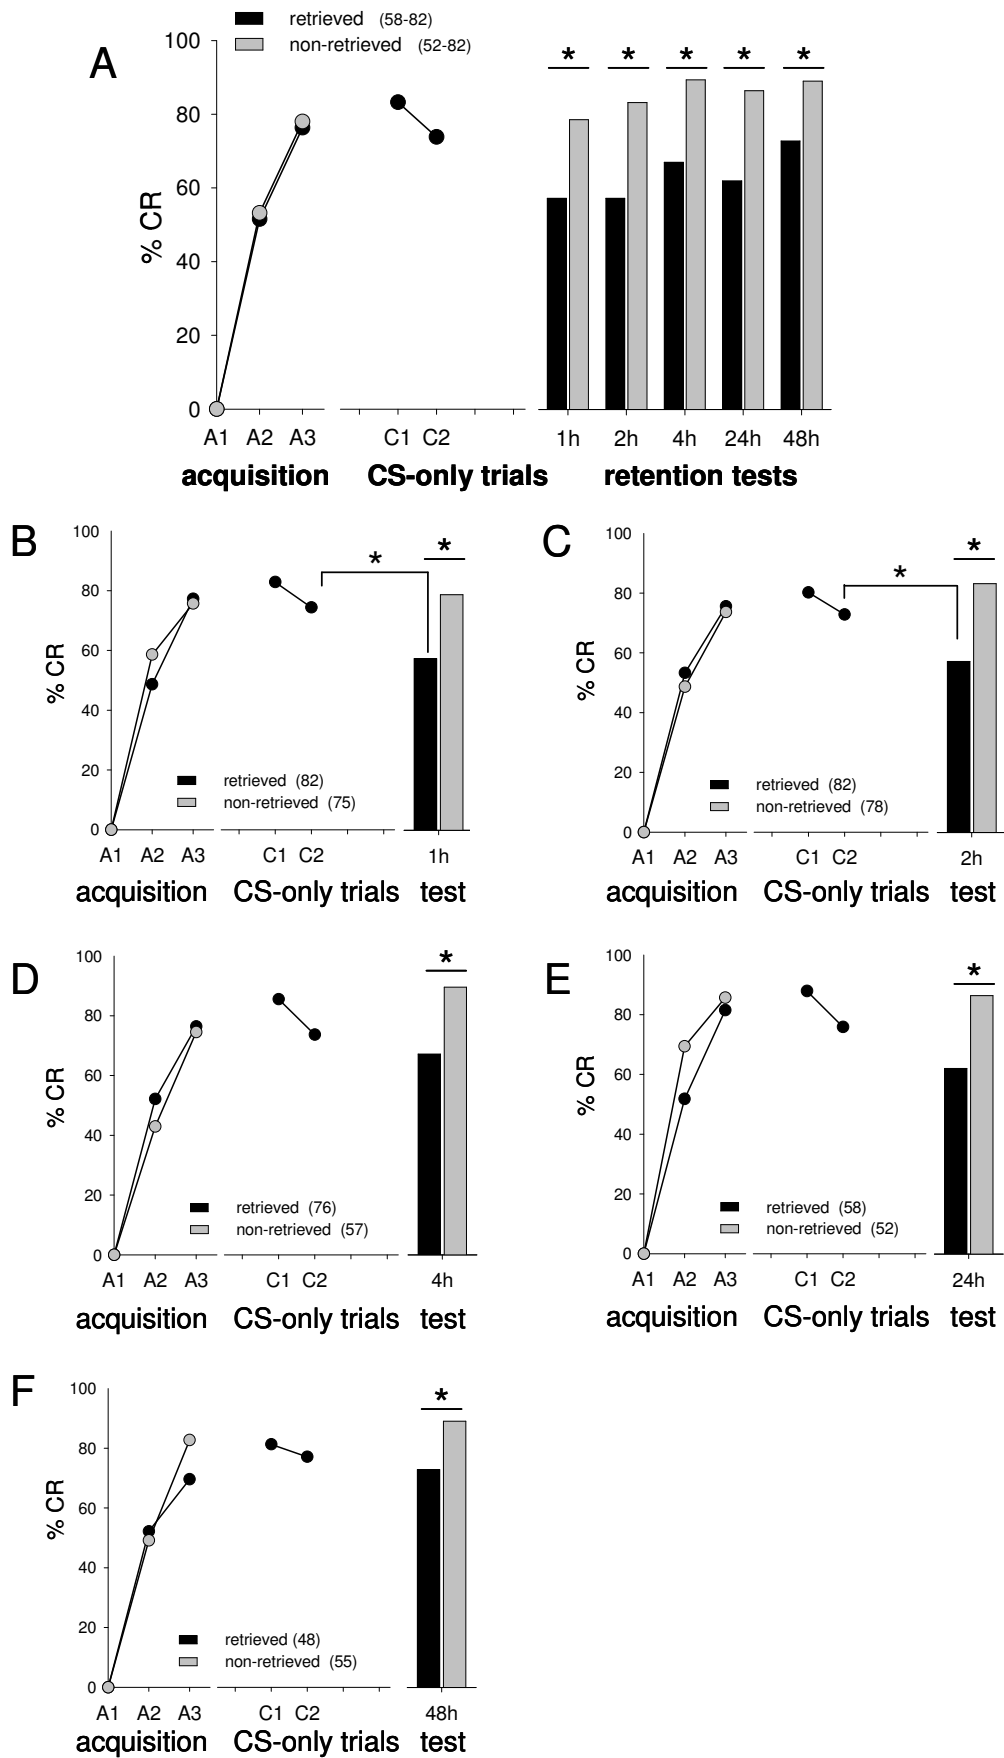 retrieved (58-82)
non-retrieved (52-82)
A
100
80
60
40
20
0
% CR
* * * * *
A1 A2 A3 C1 C2 1h 2h 4h 24h 48h
acquisition CS-only trials retention tests
B
100
80
60
40
20
0
% CR
* *
retrieved (82)
non-retrieved (75)
A1 A2 A3 C1 C2 1h
acquisition CS-only trials test
C
100
80
60
40
20
0
% CR
* *
retrieved (82)
non-retrieved (78)
A1 A2 A3 C1 C2 2h
acquisition CS-only trials test
D
100
80
60
40
20
0
% CR
*
retrieved (76)
non-retrieved (57)
A1 A2 A3 C1 C2 4h
acquisition CS-only trials test
E
100
80
60
40
20
0
% CR
*
retrieved (58)
non-retrieved (52)
A1 A2 A3 C1 C2 24h
acquisition CS-only trials test
F
100
80
60
40
20
0
% CR
*
retrieved (48)
non-retrieved (55)
A1 A2 A3 C1 C2 48h
acquisition CS-only trials test